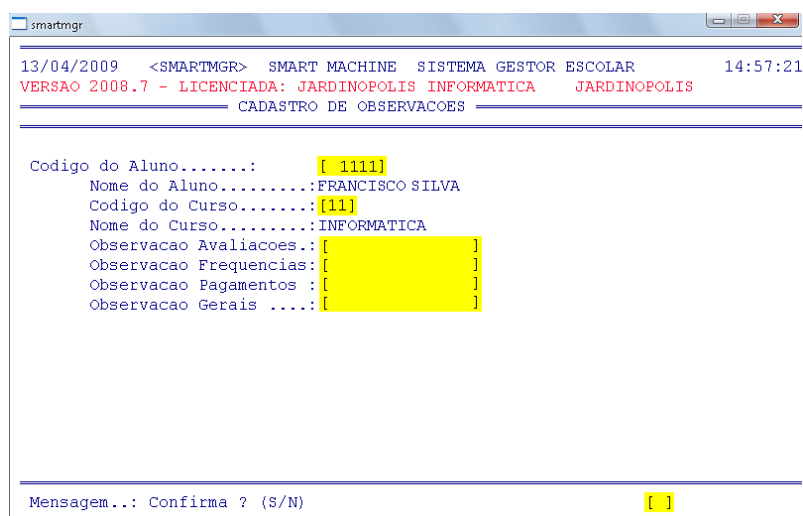 smartmgr
13/04/2009 <SMARTMGR> SMART MACHINE SISTEMA GESTOR ESCOLAR 14:57:21
VERSAO 2008.7 - LICENCIADA: JARDINOPOLIS INFORMATICA JARDINOPOLIS
CADASTRO DE OBSERVACOES
Codigo do Aluno.......: [ 1111]
Nome do Aluno.........:FRANCISCO SILVA
Codigo do Curso.......:[11]
Nome do Curso.........:INFORMATICA
Observacao Avaliacoes.:[ ]
Observacao Frequencias:[ ]
Observacao Pagamentos :[ ]
Observacao Gerais ....:[ ]
Mensagem..: Confirma ? (S/N) [ ]